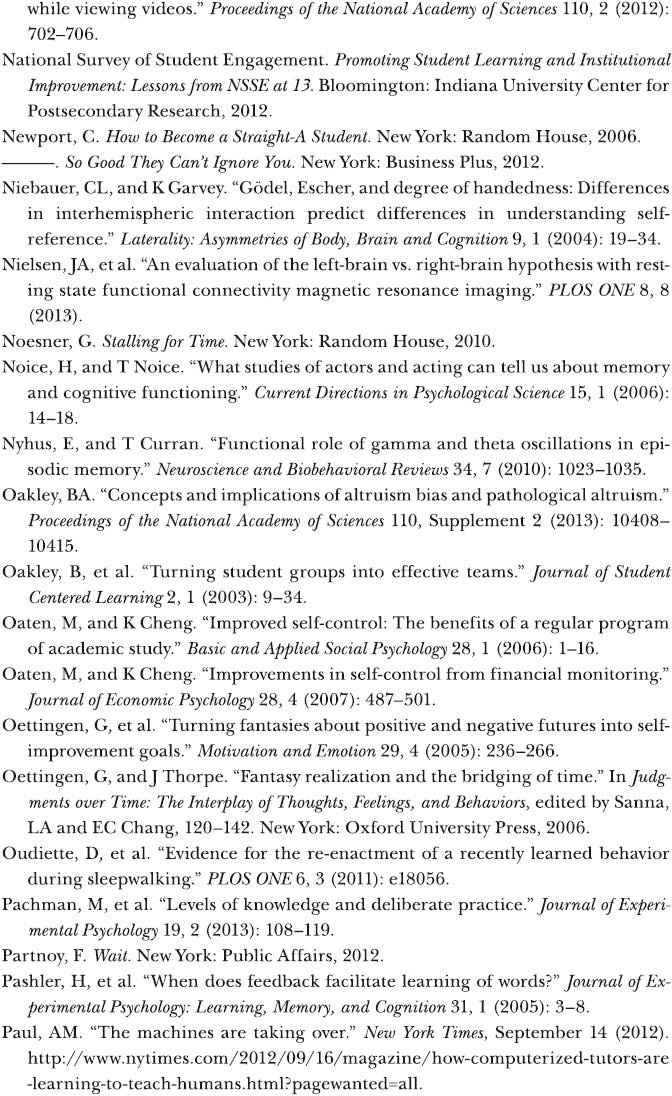 while viewing videos.” Proceedings of the National Academy of Sciences 110, 2 (2012):
702–706.
National Survey of Student Engagement. Promoting Student Learning and Institutional
Improvement: Lessons from NSSE at 13. Bloomington: Indiana University Center for
Postsecondary Research, 2012.
Newport, C. How to Become a Straight-A Student. New York: Random House, 2006.
———. So Good They Can’t Ignore You. New York: Business Plus, 2012.
Niebauer, CL, and K Garvey. “Gödel, Escher, and degree of handedness: Differences
in interhemispheric interaction predict differences in understanding self-
reference.” Laterality: Asymmetries of Body, Brain and Cognition 9, 1 (2004): 19–34.
Nielsen, JA, et al. “An evaluation of the left-brain vs. right-brain hypothesis with rest-
ing state functional connectivity magnetic resonance imaging.” PLOS ONE 8, 8
(2013).
Noesner, G. Stalling for Time. New York: Random House, 2010.
Noice, H, and T Noice. “What studies of actors and acting can tell us about memory
and cognitive functioning.” Current Directions in Psychological Science 15, 1 (2006):
14–18.
Nyhus, E, and T Curran. “Functional role of gamma and theta oscillations in epi-
sodic memory.” Neuroscience and Biobehavioral Reviews 34, 7 (2010): 1023–1035.
Oakley, BA. “Concepts and implications of altruism bias and pathological altruism.”
Proceedings of the National Academy of Sciences 110, Supplement 2 (2013): 10408–
10415.
Oakley, B, et al. “Turning student groups into effective teams.” Journal of Student
Centered Learning 2, 1 (2003): 9–34.
Oaten, M, and K Cheng. “Improved self-control: The benefits of a regular program
of academic study.” Basic and Applied Social Psychology 28, 1 (2006): 1–16.
Oaten, M, and K Cheng. “Improvements in self-control from financial monitoring.”
Journal of Economic Psychology 28, 4 (2007): 487–501.
Oettingen, G, et al. “Turning fantasies about positive and negative futures into self-
improvement goals.” Motivation and Emotion 29, 4 (2005): 236–266.
Oettingen, G, and J Thorpe. “Fantasy realization and the bridging of time.” In Judg-
ments over Time: The Interplay of Thoughts, Feelings, and Behaviors, edited by Sanna,
LA and EC Chang, 120–142. New York: Oxford University Press, 2006.
Oudiette, D, et al. “Evidence for the re-enactment of a recently learned behavior
during sleepwalking.” PLOS ONE 6, 3 (2011): e18056.
Pachman, M, et al. “Levels of knowledge and deliberate practice.” Journal of Experi-
mental Psychology 19, 2 (2013): 108–119.
Partnoy, F. Wait. New York: Public Affairs, 2012.
Pashler, H, et al. “When does feedback facilitate learning of words?” Journal of Ex-
perimental Psychology: Learning, Memory, and Cognition 31, 1 (2005): 3–8.
Paul, AM. “The machines are taking over.” New York Times, September 14 (2012).
http://www.nytimes.com/2012/09/16/magazine/how-computerized-tutors-are
-learning-to-teach-humans.html?pagewanted=all.